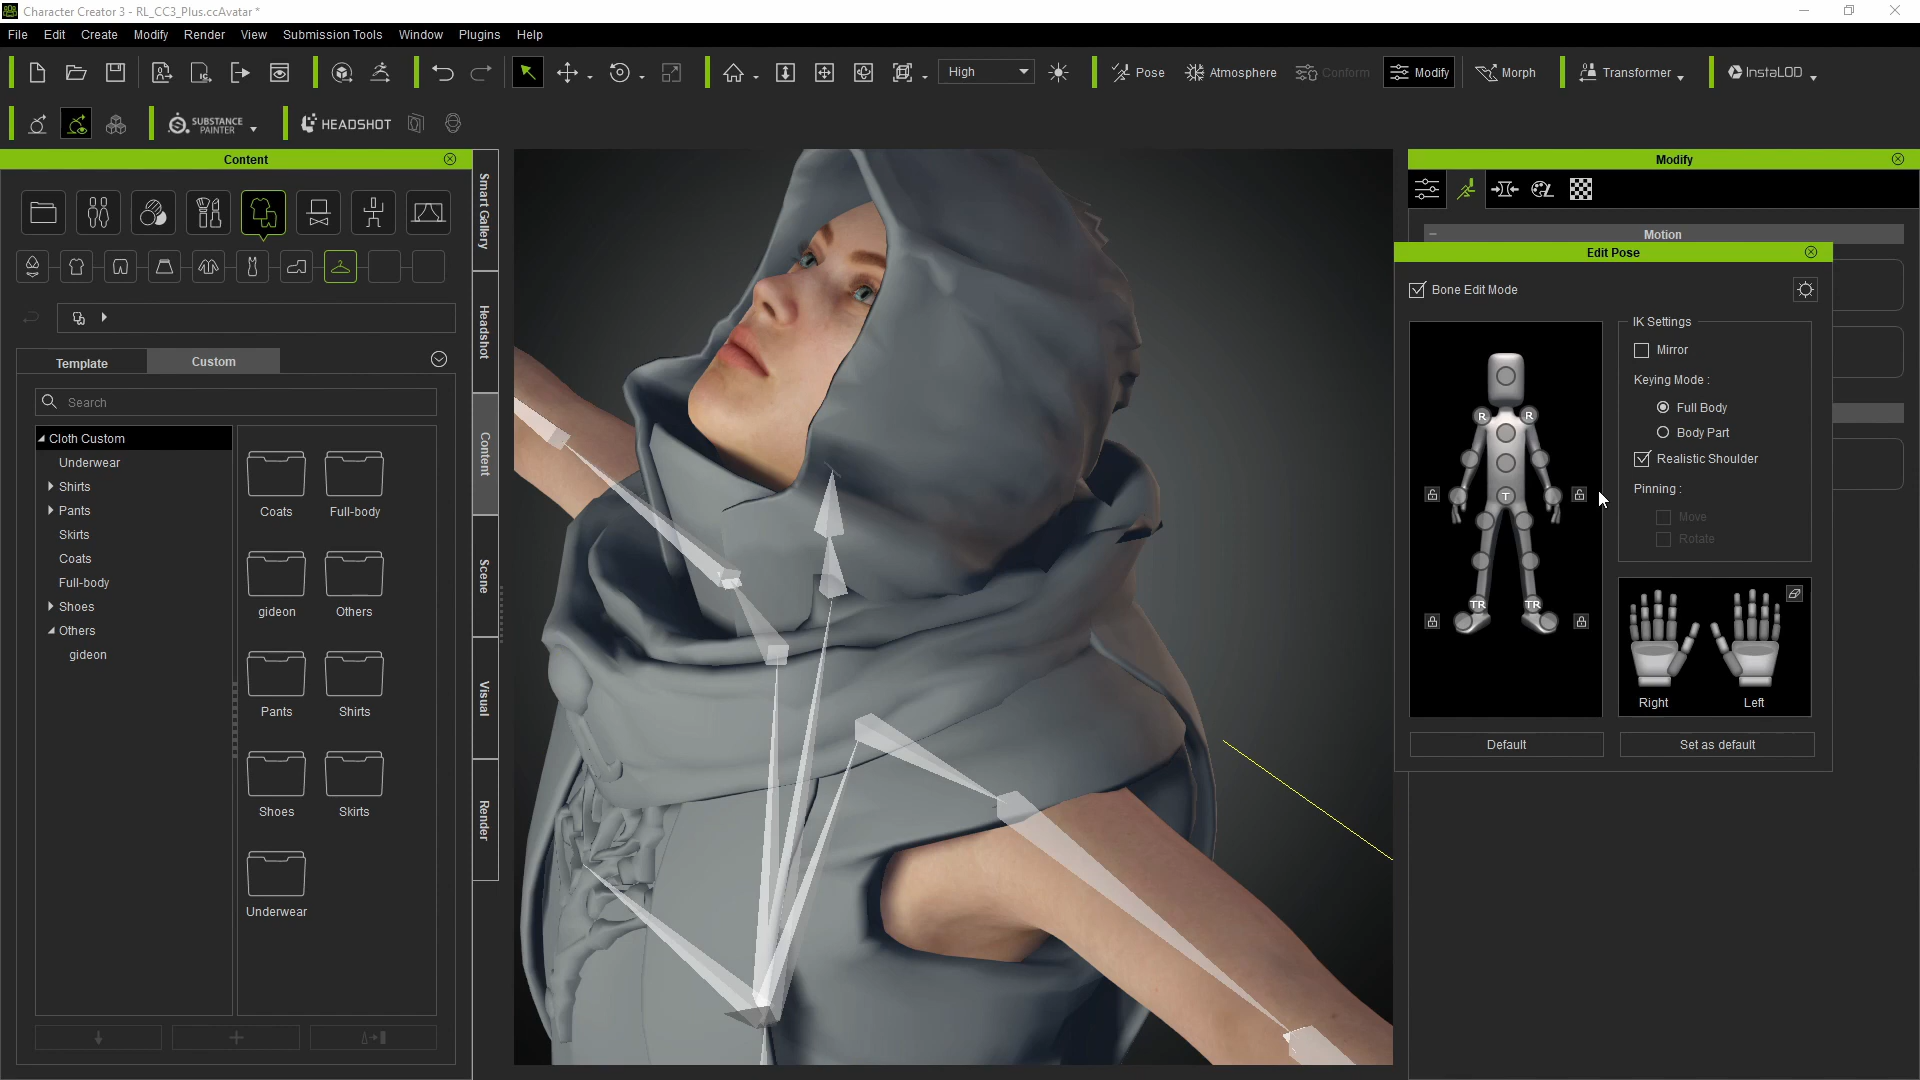 Character Creator 3 - RL_CC3_Plus.ccAvatar *
File Edit Create Modify Render View Submission Tools Window Plugins Help
High Pose Atmosphere Conform Modify Morph Transformer InstaLOD
SUBSTANCE PAINTER HEADSHOT
Content
Template Custom
Search
Cloth Custom
Underwear
Shirts
Pants
Skirts
Coats
Full-body
Shoes
Others
gideon
Coats Full-body
gideon Others
Pants Shirts
Shoes Skirts
Underwear
Smart Gallery
Headshot
Content
Scene
Visual
Render
Modify
Motion
Edit Pose
Bone Edit Mode
R R
T
TR TR
IK Settings
Mirror
Keying Mode :
Full Body
Body Part
Realistic Shoulder
Pinning :
Move
Rotate
Right Left
Default Set as default